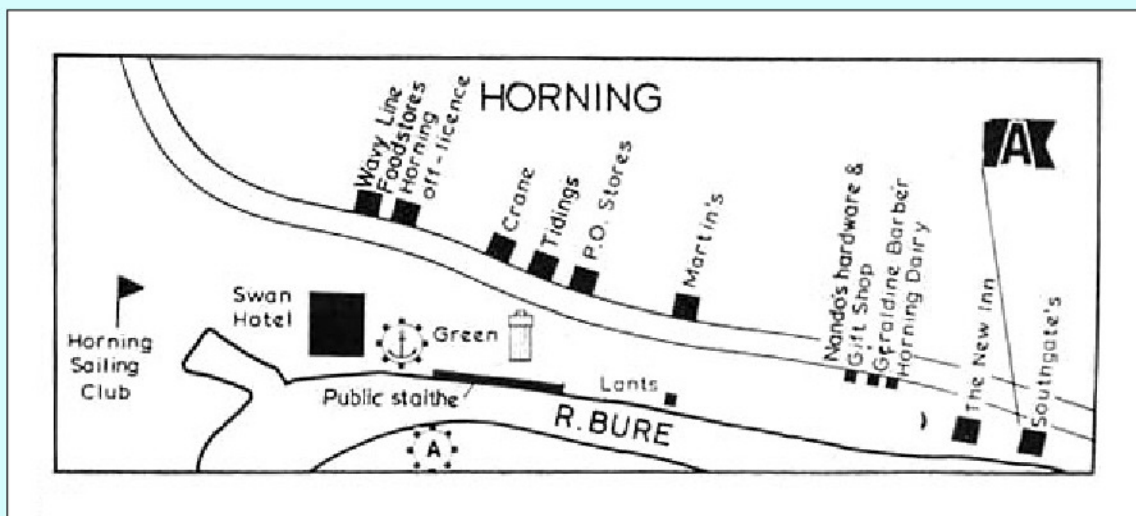 HORNING
A
Wavy Line
Foodstores
Horning
off-licence
Crane
Tidings
P.O. Stores
Martin's
Nando's hardware &
Gift Shop
Geraldine Barber
Horning Dairy
The New Inn
Southgate's
Swan
Hotel
Green
Horning
Sailing
Club
Public staithe
Lants
R. BURE
A